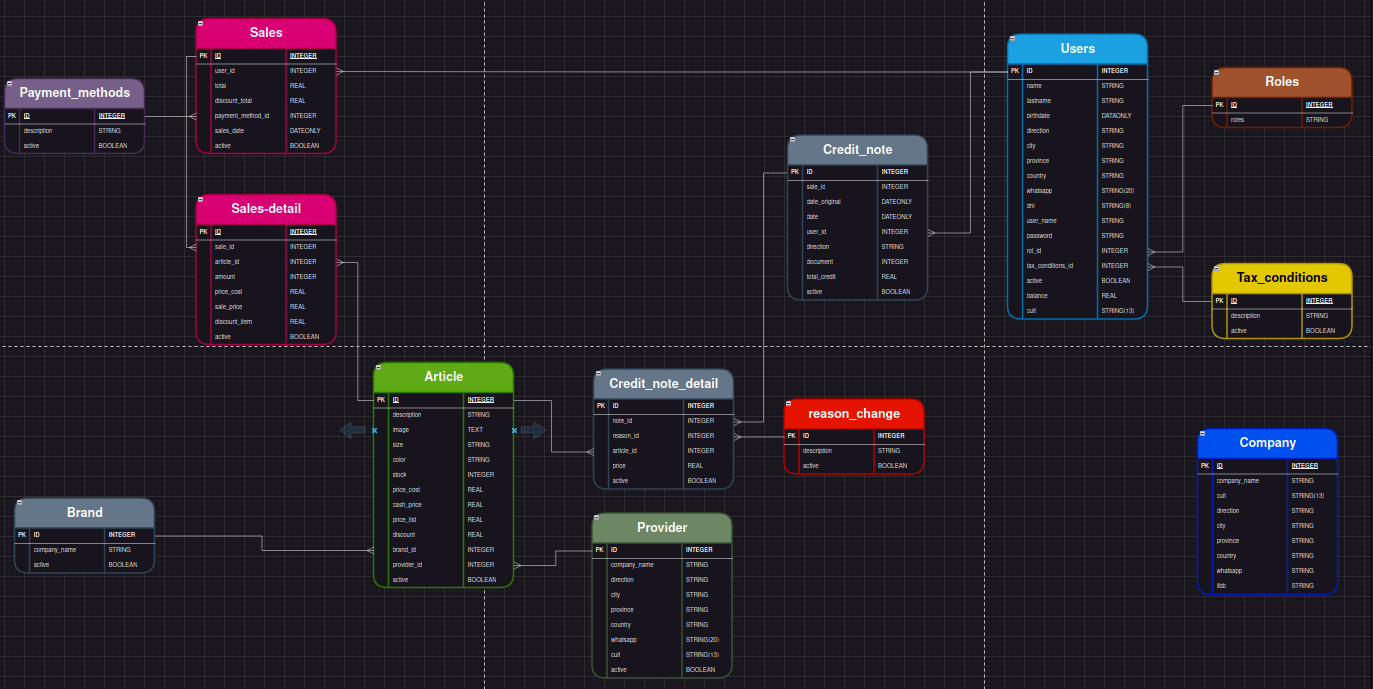 Sales
PK ID INTEGER
user_id INTEGER
total REAL
discount_total REAL
payment_method_id INTEGER
sales_date DATEONLY
active BOOLEAN
Payment_methods
PK ID INTEGER
description STRING
active BOOLEAN
Sales-detail
PK ID INTEGER
sale_id INTEGER
article_id INTEGER
amount INTEGER
price_cost REAL
sale_price REAL
discount_item REAL
active BOOLEAN
Credit_note
PK ID INTEGER
sale_id INTEGER
date_original DATEONLY
date DATEONLY
user_id INTEGER
direction STRING
document INTEGER
total_credit REAL
active BOOLEAN
Users
PK ID INTEGER
name STRING
lastname STRING
birthdate DATAONLY
direction STRING
city STRING
province STRING
country STRING
whatsapp STRING(20)
dni STRING(8)
user_name STRING
password STRING
rol_id INTEGER
tax_conditions_id INTEGER
active BOOLEAN
balance REAL
cuit STRING(13)
Roles
PK ID INTEGER
roles STRING
Tax_conditions
PK ID INTEGER
description STRING
active BOOLEAN
Article
PK ID INTEGER
description STRING
image TEXT
size STRING
color STRING
stock INTEGER
price_cost REAL
cash_price REAL
price_list REAL
discount REAL
brand_id INTEGER
provider_id INTEGER
active BOOLEAN
Credit_note_detail
PK ID INTEGER
note_id INTEGER
reason_id INTEGER
article_id INTEGER
price REAL
active BOOLEAN
reason_change
PK ID INTEGER
description STRING
active BOOLEAN
Company
PK ID INTEGER
company_name STRING
cuit STRING(13)
direction STRING
city STRING
province STRING
country STRING
whatsapp STRING
iibb STRING
Brand
PK ID INTEGER
company_name STRING
active BOOLEAN
Provider
PK ID INTEGER
company_name STRING
direction STRING
city STRING
province STRING
country STRING
whatsapp STRING(20)
cuit STRING(13)
active BOOLEAN